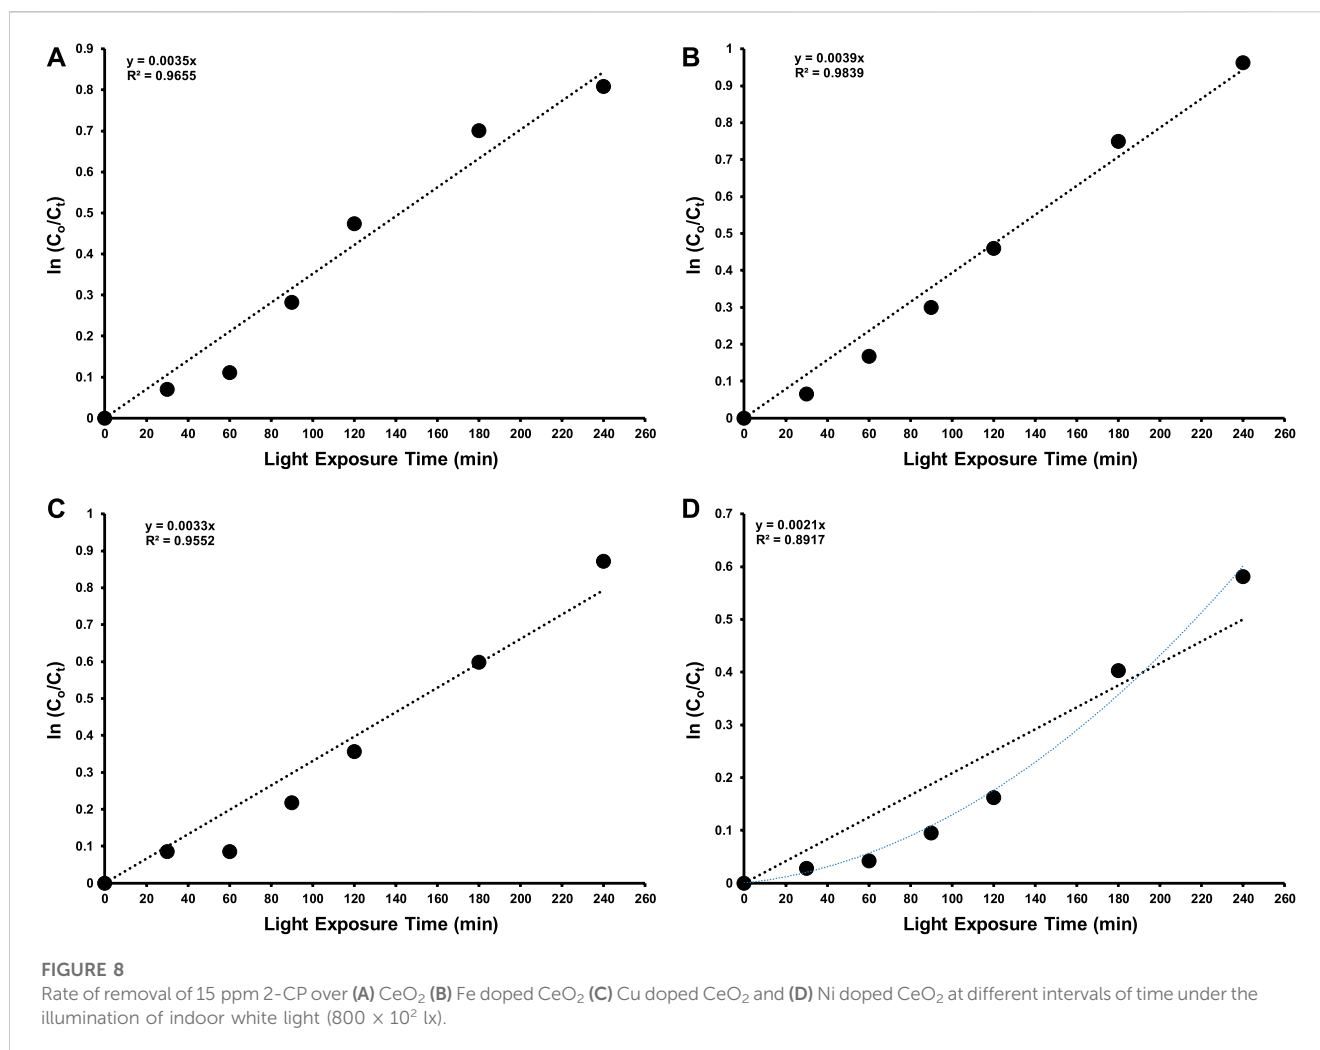 A
y = 0.0035x
R² = 0.9655
0.9
0.8
0.7
0.6
0.5
0.4
0.3
0.2
0.1
0
ln (Co/Ct)
0 20 40 60 80 100 120 140 160 180 200 220 240 260
Light Exposure Time (min)
B
y = 0.0039x
R² = 0.9839
1
0.9
0.8
0.7
0.6
0.5
0.4
0.3
0.2
0.1
0
ln (Co/Ct)
0 20 40 60 80 100 120 140 160 180 200 220 240 260
Light Exposure Time (min)
C
y = 0.0033x
R² = 0.9552
1
0.9
0.8
0.7
0.6
0.5
0.4
0.3
0.2
0.1
0
ln (Co/Ct)
0 20 40 60 80 100 120 140 160 180 200 220 240 260
Light Exposure Time (min)
D
y = 0.0021x
R² = 0.8917
0.7
0.6
0.5
0.4
0.3
0.2
0.1
0
ln (Co/Ct)
0 20 40 60 80 100 120 140 160 180 200 220 240 260
Light Exposure Time (min)
FIGURE 8
Rate of removal of 15 ppm 2-CP over (A) CeO₂ (B) Fe doped CeO₂ (C) Cu doped CeO₂ and (D) Ni doped CeO₂ at different intervals of time under the
illumination of indoor white light (800 × 10² lx).